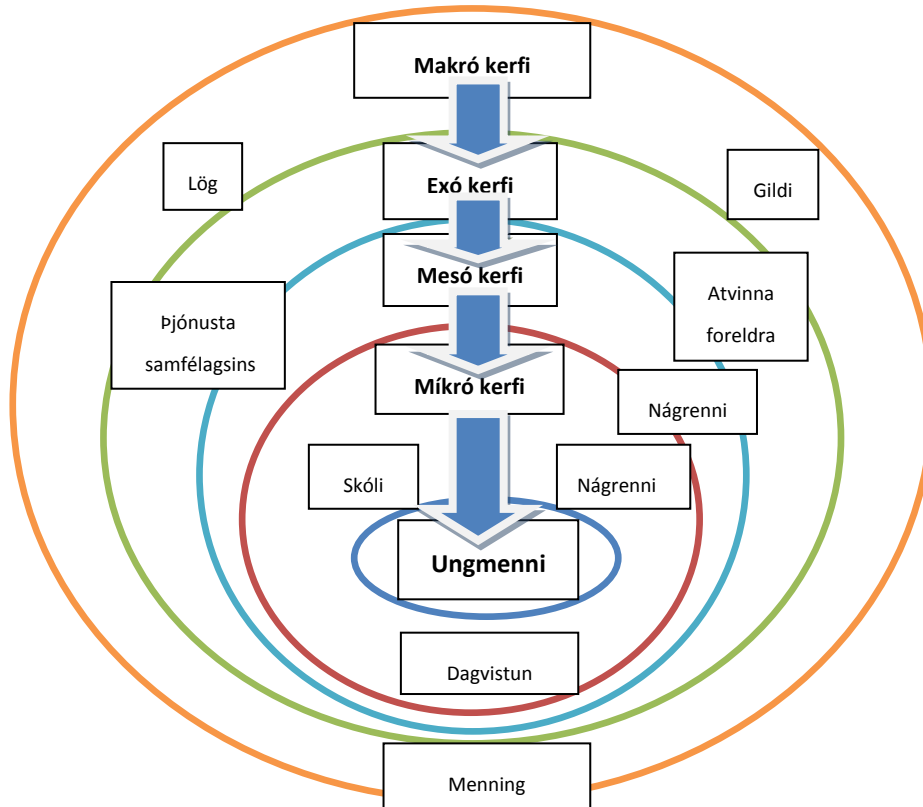 Makró kerfi
Lög
Exó kerfi
Gildi
Mesó kerfi
Þjónusta
samfélagsins
Atvinna
foreldra
Míkró kerfi
Nágrenni
Skóli
Nágrenni
Ungmenni
Dagvistun
Menning